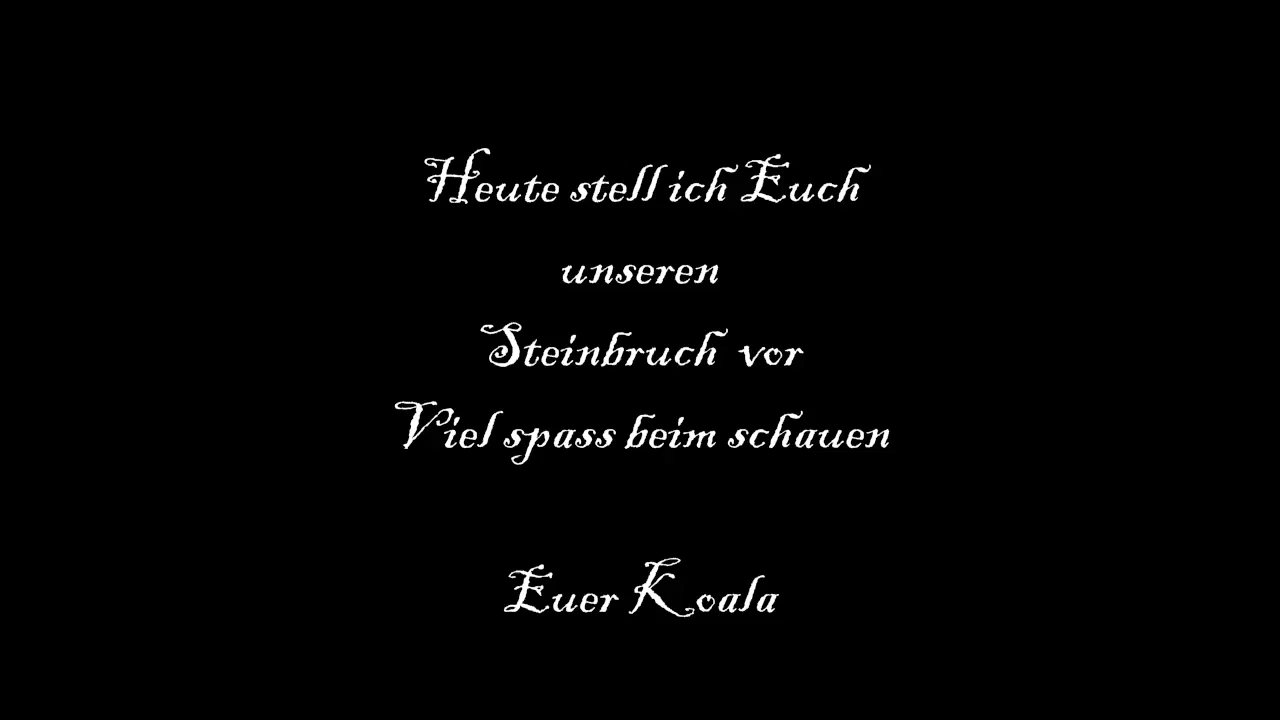 Heute stell ich Euch
unseren
Steinbruch vor
Viel spass beim schauen
Euer Koala